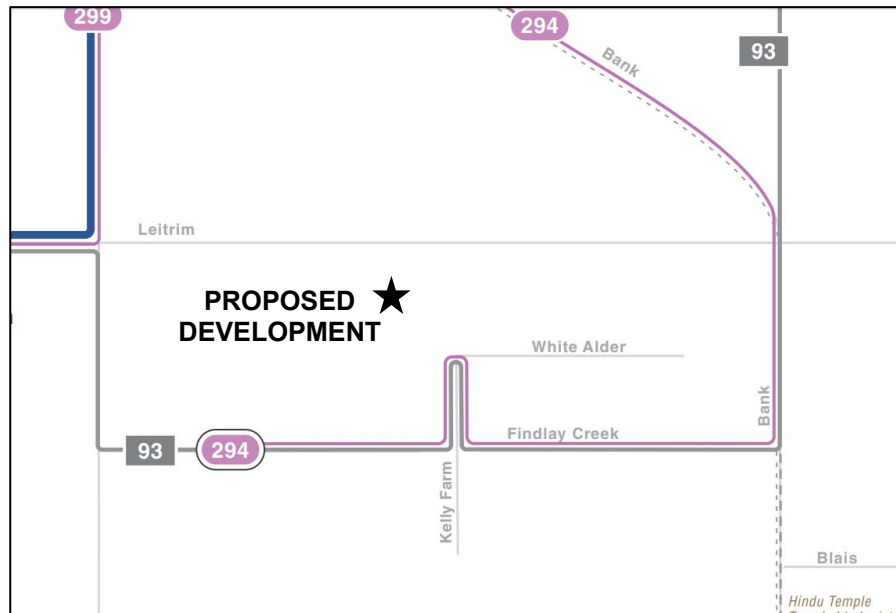 299
294
Bank
93
Leitrim
PROPOSED
DEVELOPMENT
White Alder
Bank
Findlay Creek
93
294
Kelly Farm
Blais
Hindu Temple